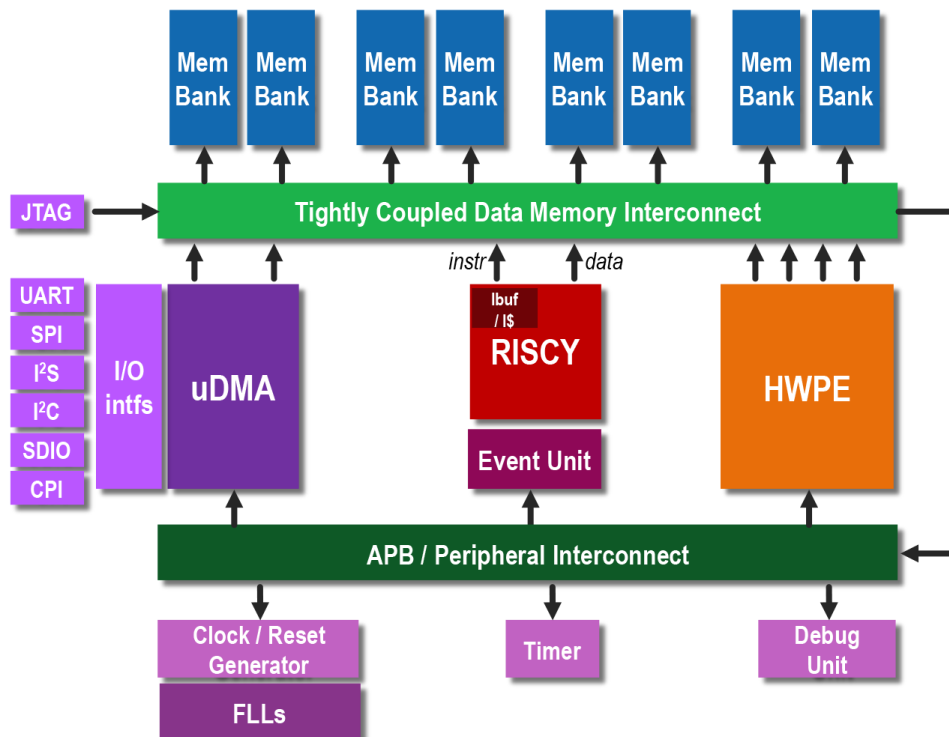 Mem
Bank
Mem
Bank
Mem
Bank
Mem
Bank
Mem
Bank
Mem
Bank
Mem
Bank
Mem
Bank
JTAG
Tightly Coupled Data Memory Interconnect
instr
data
UART
SPI
I²S
I²C
SDIO
CPI
I/O
intfs
uDMA
Ibuf
/ I$
RISCY
Event Unit
HWPE
APB / Peripheral Interconnect
Clock / Reset
Generator
FLLs
Timer
Debug
Unit